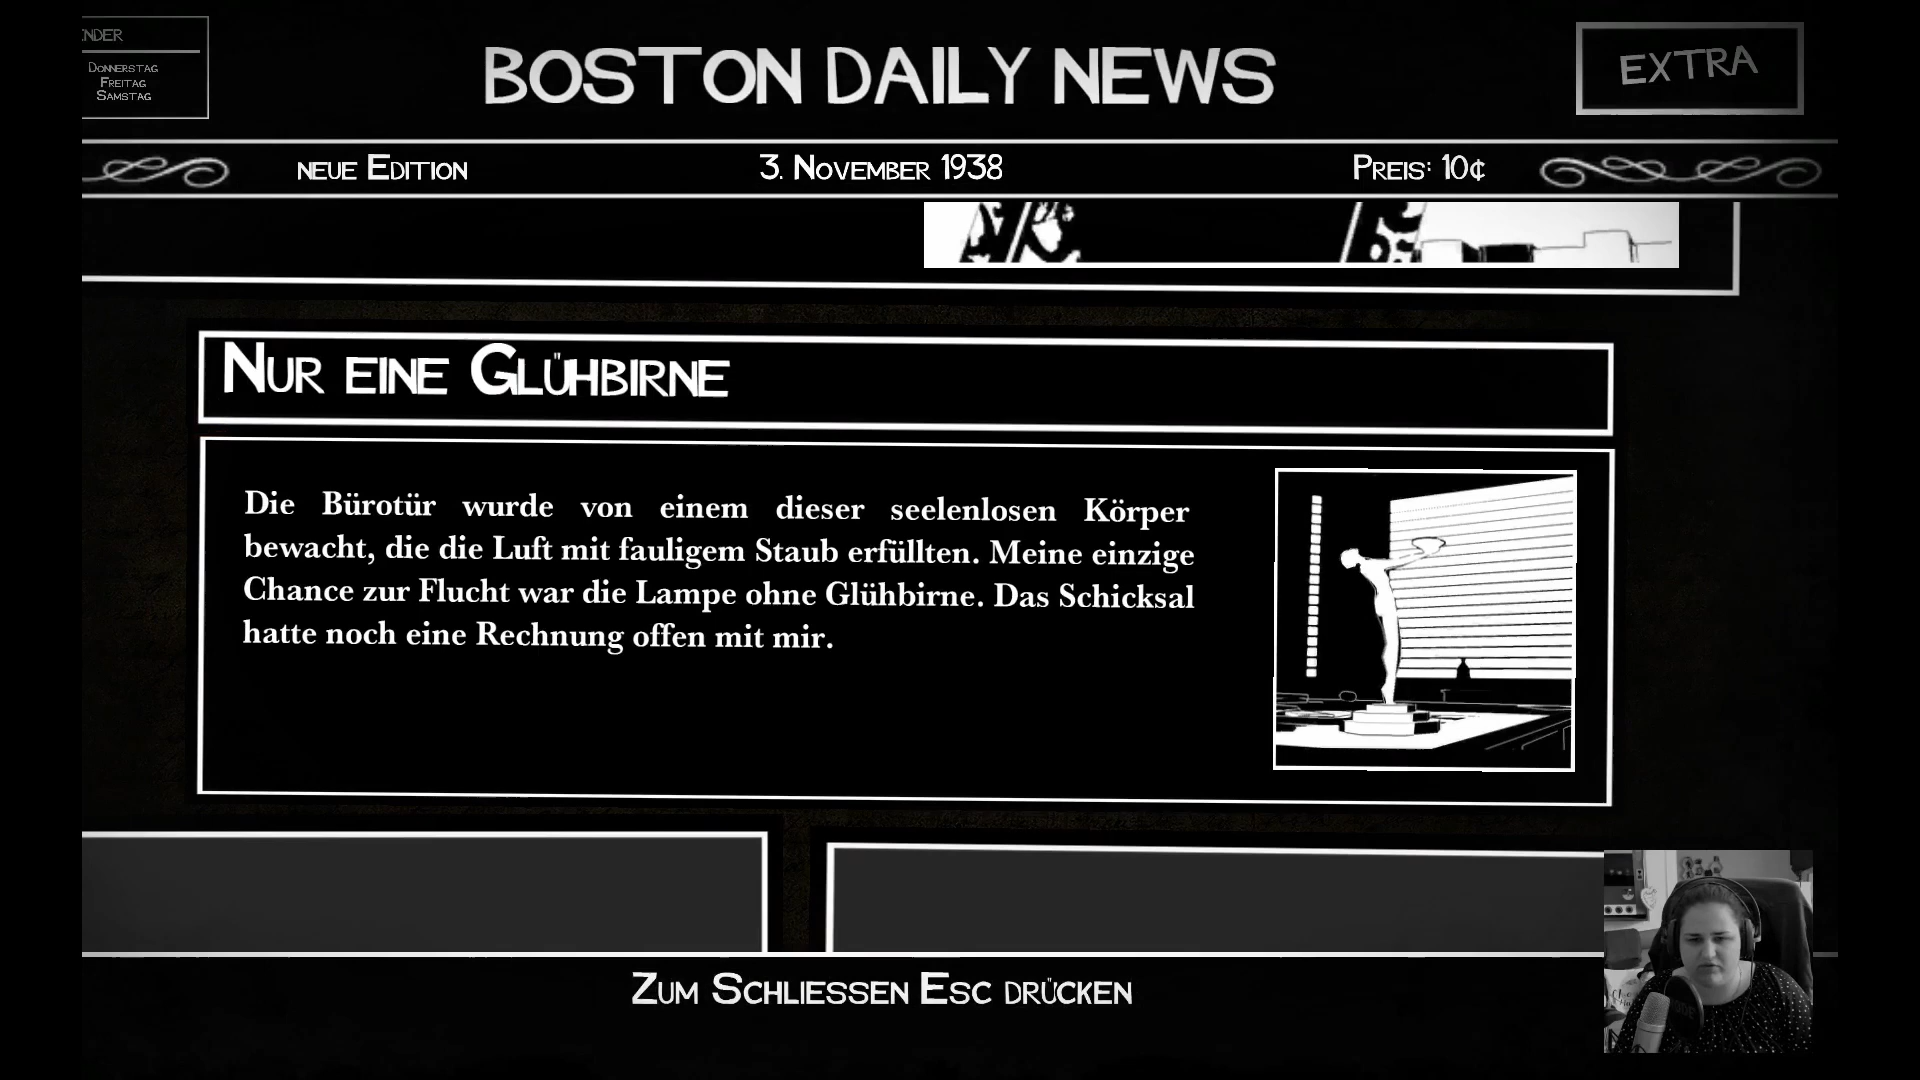 NDER
Donnerstag
Freitag
Samstag
BOSTON DAILY NEWS
EXTRA
neue Edition
3. November 1938
Preis: 10¢
Nur eine Glühbirne
Die Bürotür wurde von einem dieser seelenlosen Körper
bewacht, die die Luft mit fauligem Staub erfüllten. Meine einzige
Chance zur Flucht war die Lampe ohne Glühbirne. Das Schicksal
hatte noch eine Rechnung offen mit mir.
Zum Schliessen Esc drücken